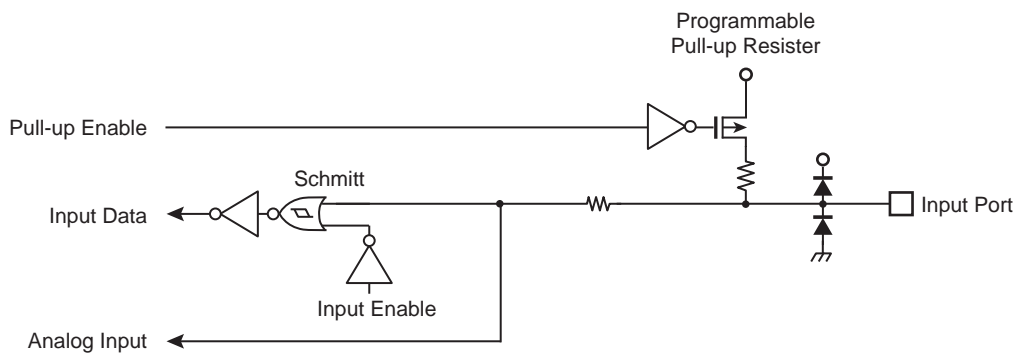 Programmable
Pull-up Resister
Pull-up Enable
Schmitt
Input Data
Input Port
Input Enable
Analog Input